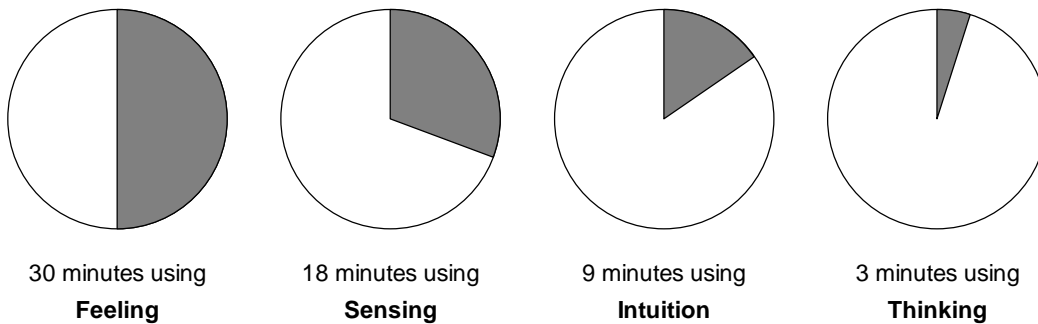 30 minutes using
Feeling
18 minutes using
Sensing
9 minutes using
Intuition
3 minutes using
Thinking